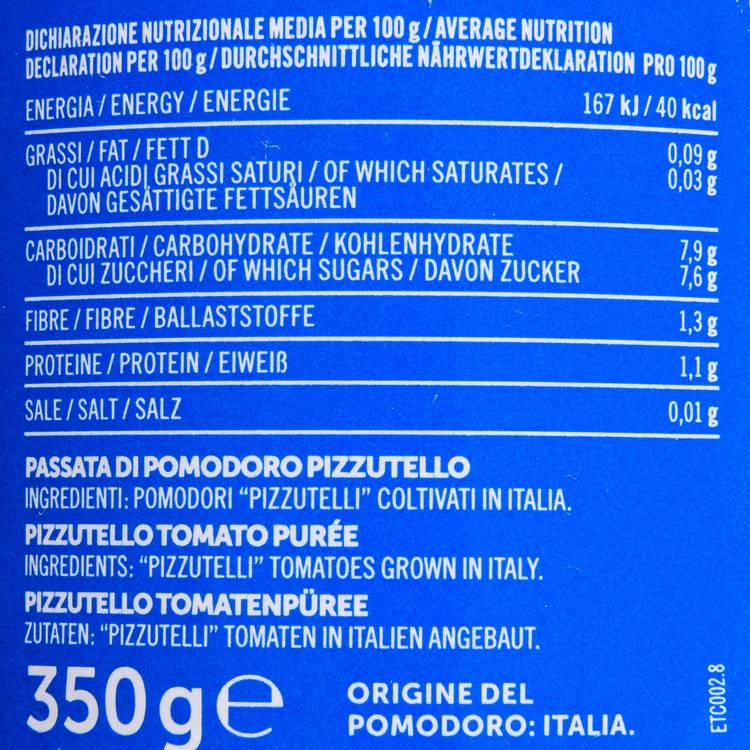 DICHIARAZIONE NUTRIZIONALE MEDIA PER 100 g / AVERAGE NUTRITION
DECLARATION PER 100 g / DURCHSCHNITTLICHE NÄHRWERTDEKLARATION PRO 100 g
ENERGIA / ENERGY / ENERGIE 167 kJ / 40 kcal
GRASSI / FAT / FETT D 0,09 g
DI CUI ACIDI GRASSI SATURI / OF WHICH SATURATES / 0,03 g
DAVON GESÄTTIGTE FETTSÄUREN
CARBOIDRATI / CARBOHYDRATE / KOHLENHYDRATE 7,9 g
DI CUI ZUCCHERI / OF WHICH SUGARS / DAVON ZUCKER 7,6 g
FIBRE / FIBRE / BALLASTSTOFFE 1,3 g
PROTEINE / PROTEIN / EIWEIß 1,1 g
SALE / SALT / SALZ 0,01 g
PASSATA DI POMODORO PIZZUTELLO
INGREDIENTI: POMODORI “PIZZUTELLI” COLTIVATI IN ITALIA.
PIZZUTELLO TOMATO PURÉE
INGREDIENTS: “PIZZUTELLI” TOMATOES GROWN IN ITALY.
PIZZUTELLO TOMATENPÜREE
ZUTATEN: “PIZZUTELLI” TOMATEN IN ITALIEN ANGEBAUT.
350 g ℮
ORIGINE DEL
POMODORO: ITALIA.
ETC002.8